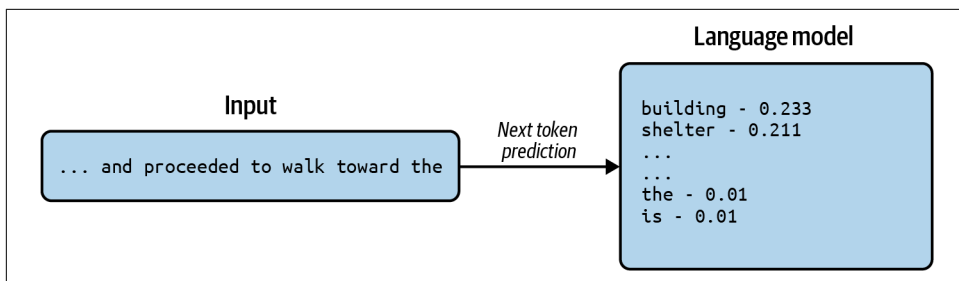 Input
... and proceeded to walk toward the
Next token
prediction
Language model
building - 0.233
shelter - 0.211
...
...
the - 0.01
is - 0.01